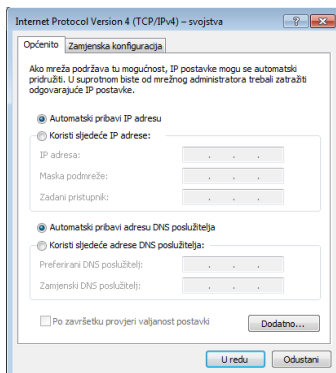 Internet Protocol Version 4 (TCP/IPv4) – svojstva
Općenito Zamjenska konfiguracija
Ako mreža podržava tu mogućnost, IP postavke mogu se automatski
pridružiti. U suprotnom biste od mrežnog administratora trebali zatražiti
odgovarajuće IP postavke.
Automatski pribavi IP adresu
Koristi sljedeće IP adrese:
IP adresa:
Maska podmreže:
Zadani pristupnik:
Automatski pribavi adresu DNS poslužitelja
Koristi sljedeće adrese DNS poslužitelja:
Preferirani DNS poslužitelj:
Zamjenski DNS poslužitelj:
Po završetku provjeri valjanost postavki
Dodatno...
U redu Odustani